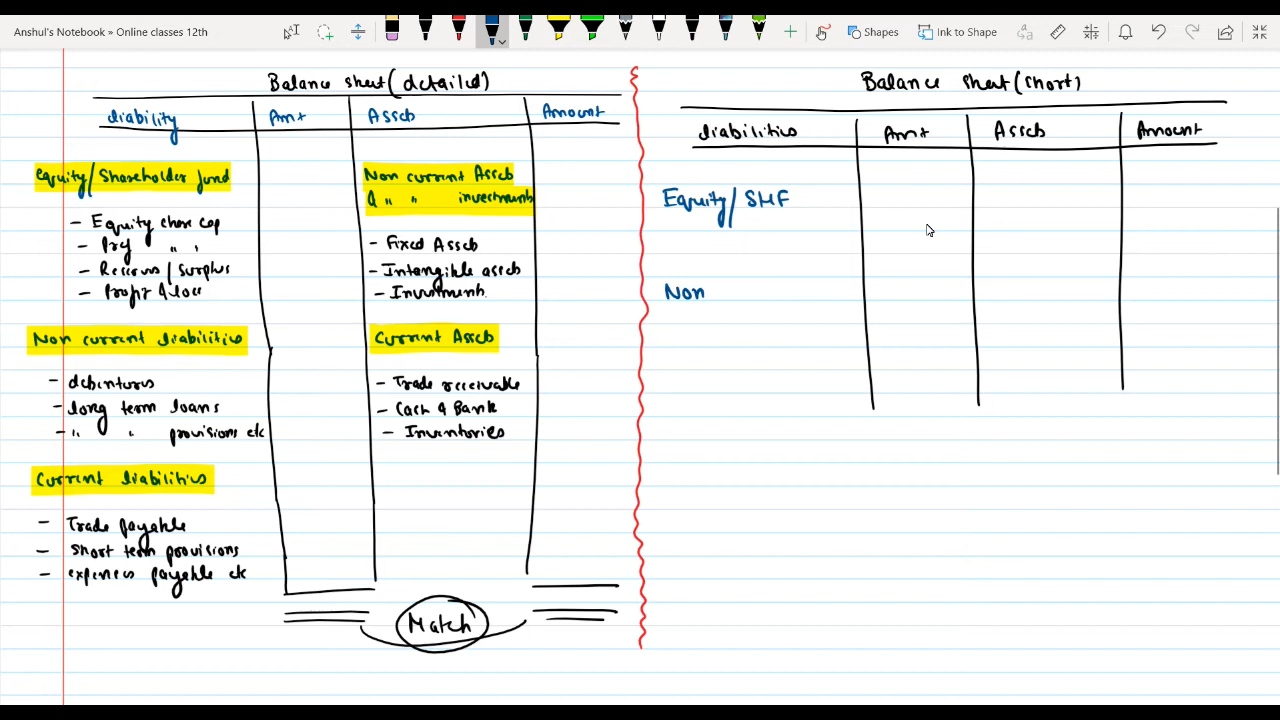 Anshul's Notebook » Online classes 12th
Shapes
Ink to Shape
Balance sheet (detailed)
liability Amt Assets Amount
Equity/Shareholder fund
- Equity share cap
- Prf " "
- Reserves/Surplus
- Profit & loss
Non current liabilities
- debentures
- long term loans
- " " provisions etc
Current liabilities
- Trade payable
- Short term provisions
- expenses payable etc
Non current Assets
& " " investments
- Fixed Assets
- Intangible assets
- Investments
Current Assets
- Trade receivable
- Cash & Bank
- Inventories
Match
Balance sheet (short)
liabilities Amt Assets Amount
Equity/SHF
Non